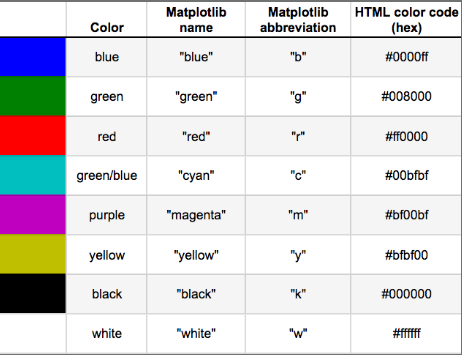 Color Matplotlib name Matplotlib abbreviation HTML color code (hex)
blue "blue" "b" #0000ff
green "green" "g" #008000
red "red" "r" #ff0000
green/blue "cyan" "c" #00bfbf
purple "magenta" "m" #bf00bf
yellow "yellow" "y" #bfbf00
black "black" "k" #000000
white "white" "w" #ffffff